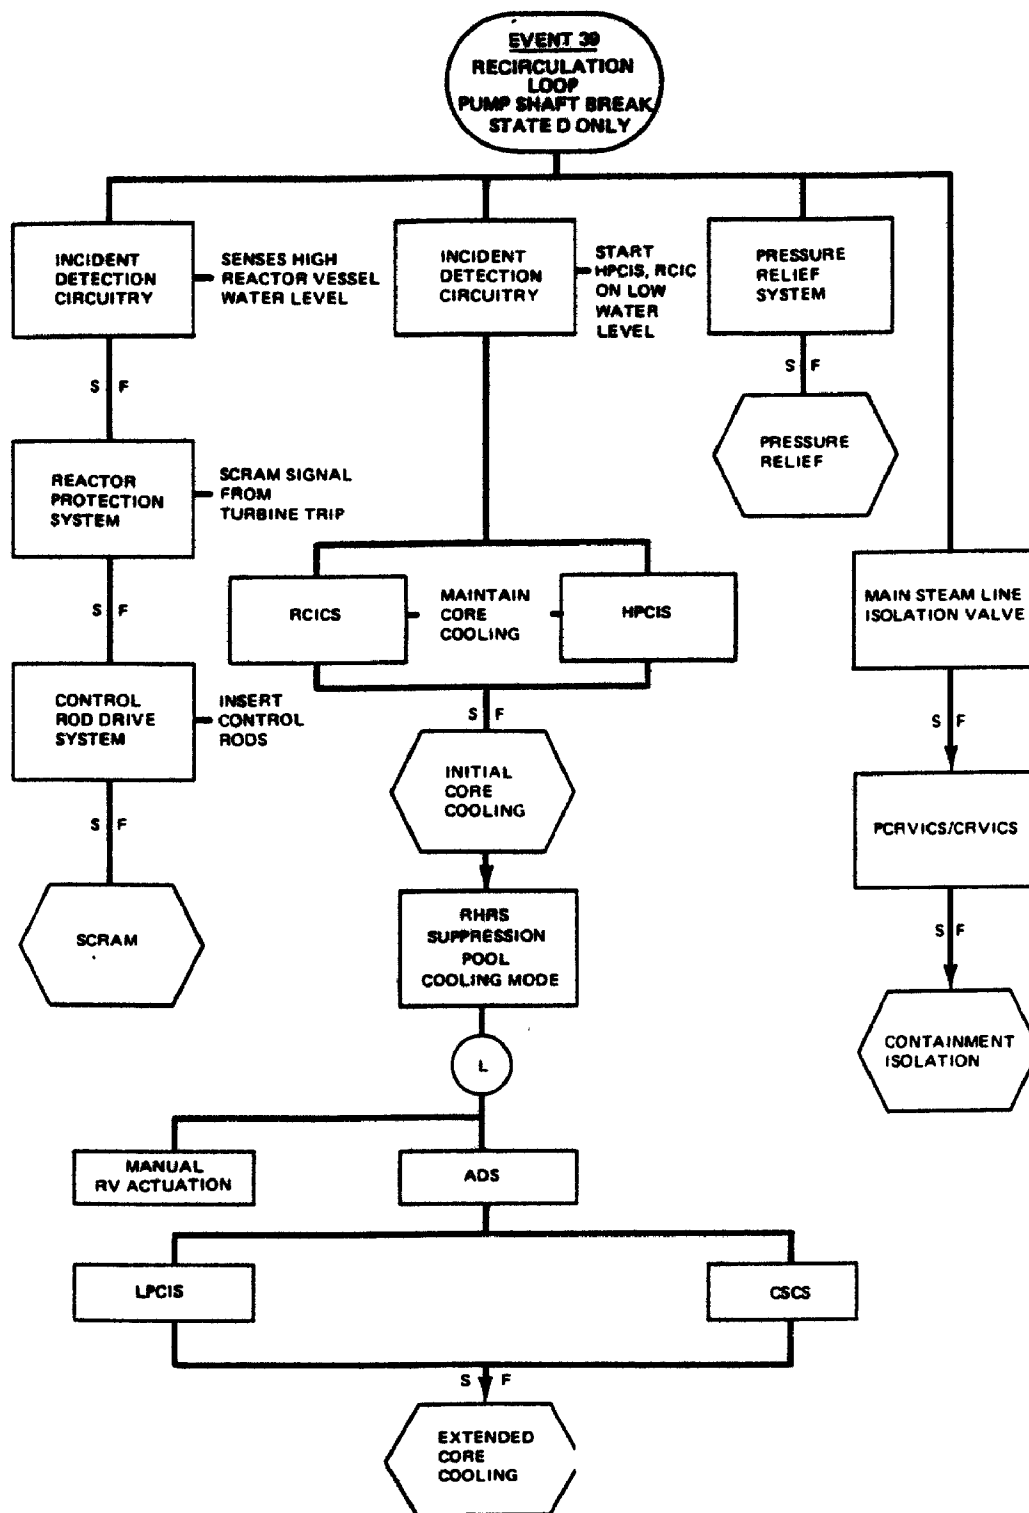 EVENT 39
RECIRCULATION
LOOP
PUMP SHAFT BREAK
STATE D ONLY
INCIDENT
DETECTION
CIRCUITRY
SENSES HIGH
REACTOR VESSEL
WATER LEVEL
INCIDENT
DETECTION
CIRCUITRY
START
HPCIS, RCIC
ON LOW
WATER
LEVEL
PRESSURE
RELIEF
SYSTEM
S F
S F
PRESSURE
RELIEF
REACTOR
PROTECTION
SYSTEM
SCRAM SIGNAL
FROM
TURBINE TRIP
S F
RCICS
MAINTAIN
CORE
COOLING
HPCIS
MAIN STEAM LINE
ISOLATION VALVE
CONTROL
ROD DRIVE
SYSTEM
INSERT
CONTROL
RODS
S F
S F
INITIAL
CORE
COOLING
PCRVICS/CRVICS
S F
SCRAM
RHRS
SUPPRESSION
POOL
COOLING MODE
S F
CONTAINMENT
ISOLATION
L
MANUAL
RV ACTUATION
ADS
LPCIS
CSCS
S F
EXTENDED
CORE
COOLING